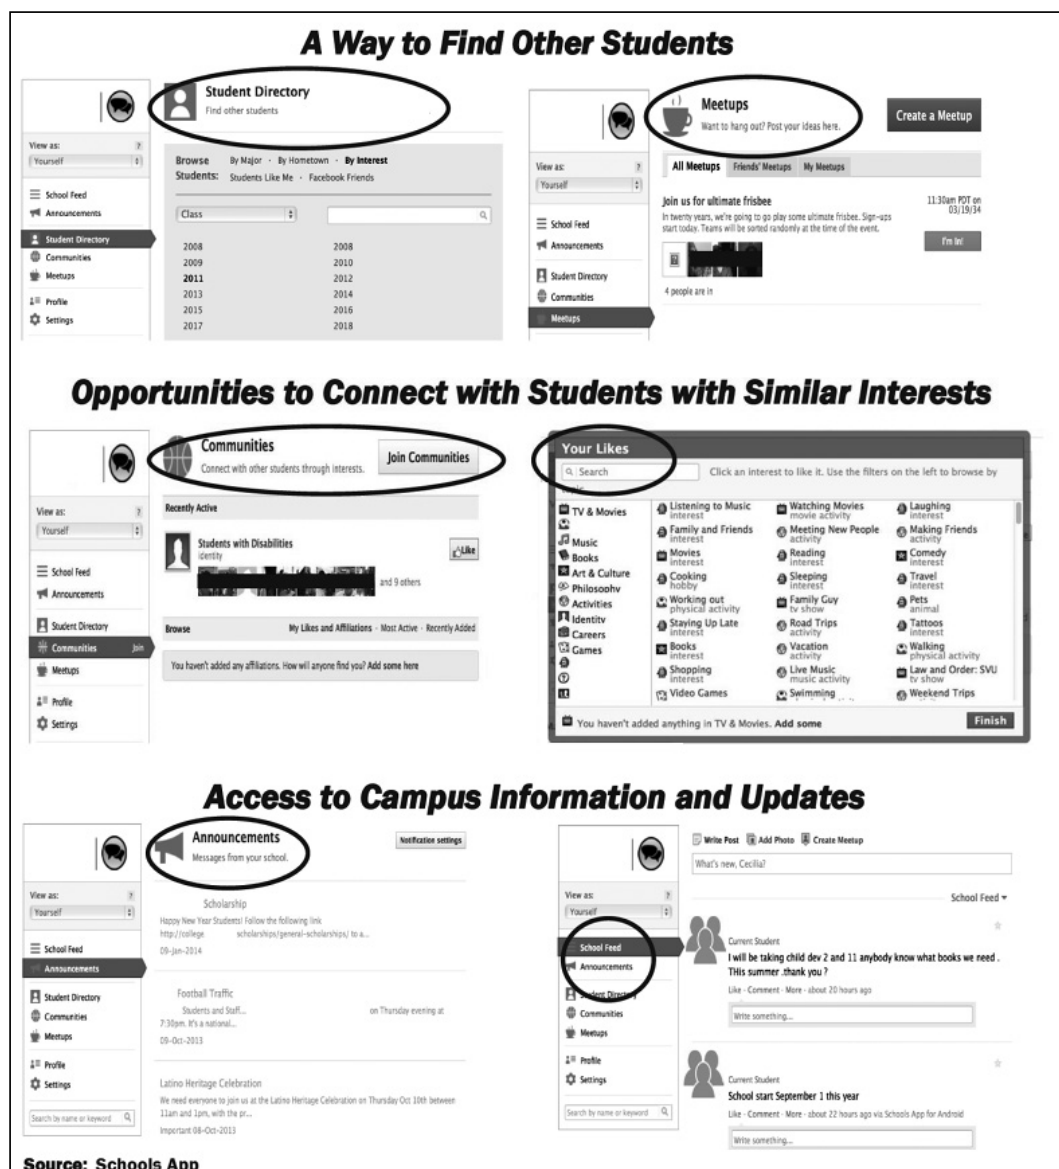 A Way to Find Other Students
Student Directory
Find other students
View as:
?
Yourself
School Feed
Announcements
Student Directory
Communities
Meetups
Profile
Settings
Browse Students:
By Major · By Hometown · By Interest
Students Like Me · Facebook Friends
Class
2008 2008
2009 2010
2011 2012
2013 2014
2015 2016
2017 2018
Meetups
Want to hang out? Post your ideas here.
Create a Meetup
View as:
?
Yourself
School Feed
Announcements
Student Directory
Communities
Meetups
All Meetups Friends' Meetups My Meetups
Join us for ultimate frisbee
11:30am PDT on
03/19/34
In twenty years, we're going to go play some ultimate frisbee. Sign-ups
start today. Teams will be sorted randomly at the time of the event.
I'm In!
4 people are in
Opportunities to Connect with Students with Similar Interests
Communities
Connect with other students through interests.
Join Communities
View as:
?
Yourself
School Feed
Announcements
Student Directory
Communities Join
Meetups
Profile
Settings
Recently Active
Students with Disabilities
identity
Like
and 9 others
Browse My Likes and Affiliations · Most Active · Recently Added
You haven't added any affiliations. How will anyone find you? Add some here
Your Likes
Search
Click an interest to like it. Use the filters on the left to browse by
TV & Movies
Music
Books
Art & Culture
Philosophy
Activities
Identity
Careers
Games
Listening to Music
interest
Watching Movies
movie activity
Laughing
interest
Family and Friends
interest
Meeting New People
activity
Making Friends
activity
Movies
interest
Reading
interest
Comedy
interest
Cooking
hobby
Sleeping
interest
Travel
interest
Working out
physical activity
Family Guy
tv show
Pets
animal
Staying Up Late
interest
Road Trips
activity
Tattoos
interest
Books
interest
Vacation
activity
Walking
physical activity
Shopping
interest
Live Music
music activity
Law and Order: SVU
tv show
Video Games
Swimming
Weekend Trips
You haven't added anything in TV & Movies. Add some
Finish
Access to Campus Information and Updates
Announcements
Messages from your school.
Notification settings
View as:
?
Yourself
School Feed
Announcements
Student Directory
Communities
Meetups
Profile
Settings
Search by name or keyword
Scholarship
Happy New Year Students! Follow the following link
http://college scholarships/general-scholarships/ to a...
09-Jan-2014
Football Traffic
Students and Staff... on Thursday evening at
7:30pm. It's a national...
09-Oct-2013
Latino Heritage Celebration
We need everyone to join us at the Latino Heritage Celebration on Thursday Oct 10th between
11am and 1pm, with the pr...
Important 08-Oct-2013
View as:
?
Yourself
School Feed
Announcements
Student Directory
Communities
Meetups
Profile
Settings
Search by name or keyword
Write Post Add Photo Create Meetup
What's new, Cecilia?
School Feed
Current Student
I will be taking child dev 2 and 11 anybody know what books we need .
THis summer .thank you ?
Like · Comment · More · about 20 hours ago
Write something...
Current Student
School start September 1 this year
Like · Comment · More · about 22 hours ago via Schools App for Android
Write something...
Source: Schools App